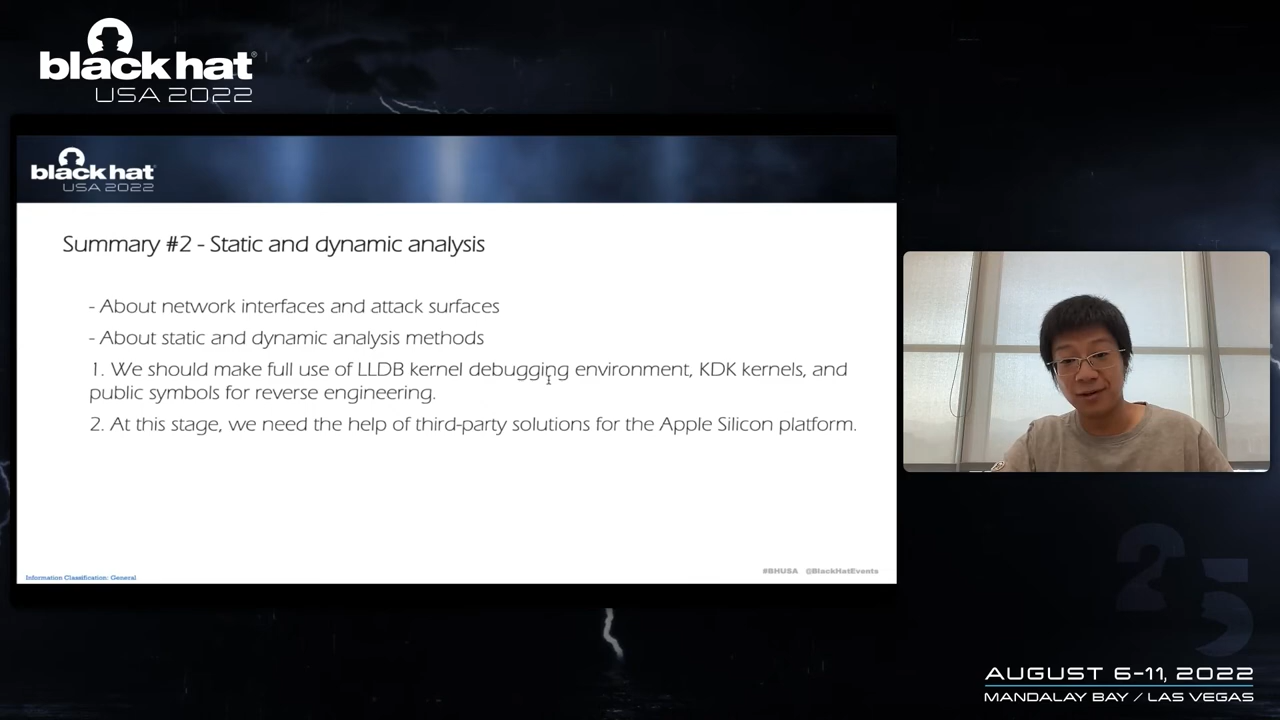 black hat®
USA 2022
black hat
USA 2022
Summary #2 - Static and dynamic analysis
- About network interfaces and attack surfaces
- About static and dynamic analysis methods
1. We should make full use of LLDB kernel debugging environment, KDK kernels, and
public symbols for reverse engineering.
2. At this stage, we need the help of third-party solutions for the Apple Silicon platform.
Information Classification: General
#BHUSA @BlackHatEvents
25
AUGUST 6-11, 2022
MANDALAY BAY / LAS VEGAS